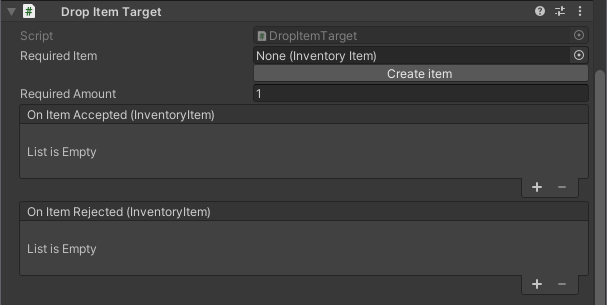 Drop Item Target
Script DropItemTarget
Required Item None (Inventory Item)
Create item
Required Amount 1
On Item Accepted (InventoryItem)
List is Empty
On Item Rejected (InventoryItem)
List is Empty